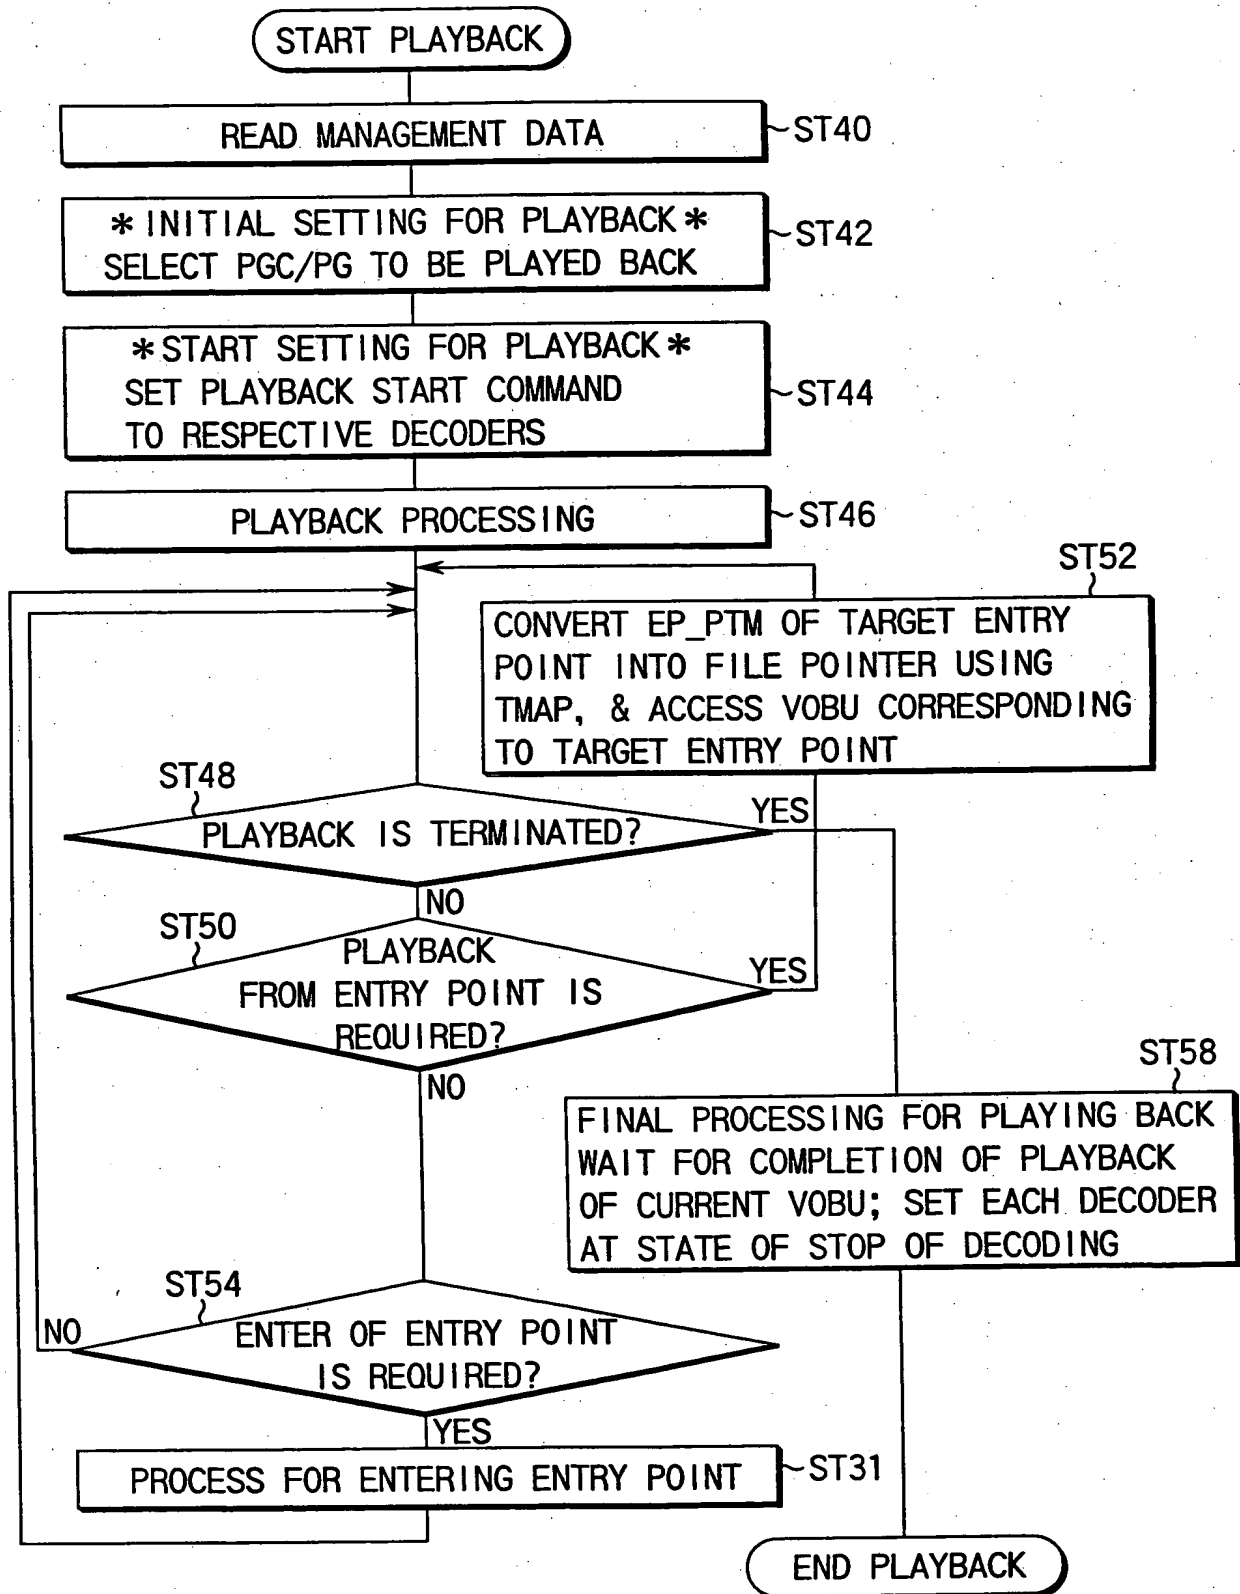 START PLAYBACK
READ MANAGEMENT DATA
ST40
* INITIAL SETTING FOR PLAYBACK *
SELECT PGC/PG TO BE PLAYED BACK
ST42
* START SETTING FOR PLAYBACK *
SET PLAYBACK START COMMAND
TO RESPECTIVE DECODERS
ST44
PLAYBACK PROCESSING
ST46
ST52
CONVERT EP_PTM OF TARGET ENTRY
POINT INTO FILE POINTER USING
TMAP, & ACCESS VOBU CORRESPONDING
TO TARGET ENTRY POINT
ST48
PLAYBACK IS TERMINATED?
YES
NO
ST50
PLAYBACK
FROM ENTRY POINT IS
REQUIRED?
YES
NO
ST58
FINAL PROCESSING FOR PLAYING BACK
WAIT FOR COMPLETION OF PLAYBACK
OF CURRENT VOBU; SET EACH DECODER
AT STATE OF STOP OF DECODING
ST54
NO
ENTER OF ENTRY POINT
IS REQUIRED?
YES
PROCESS FOR ENTERING ENTRY POINT
ST31
END PLAYBACK